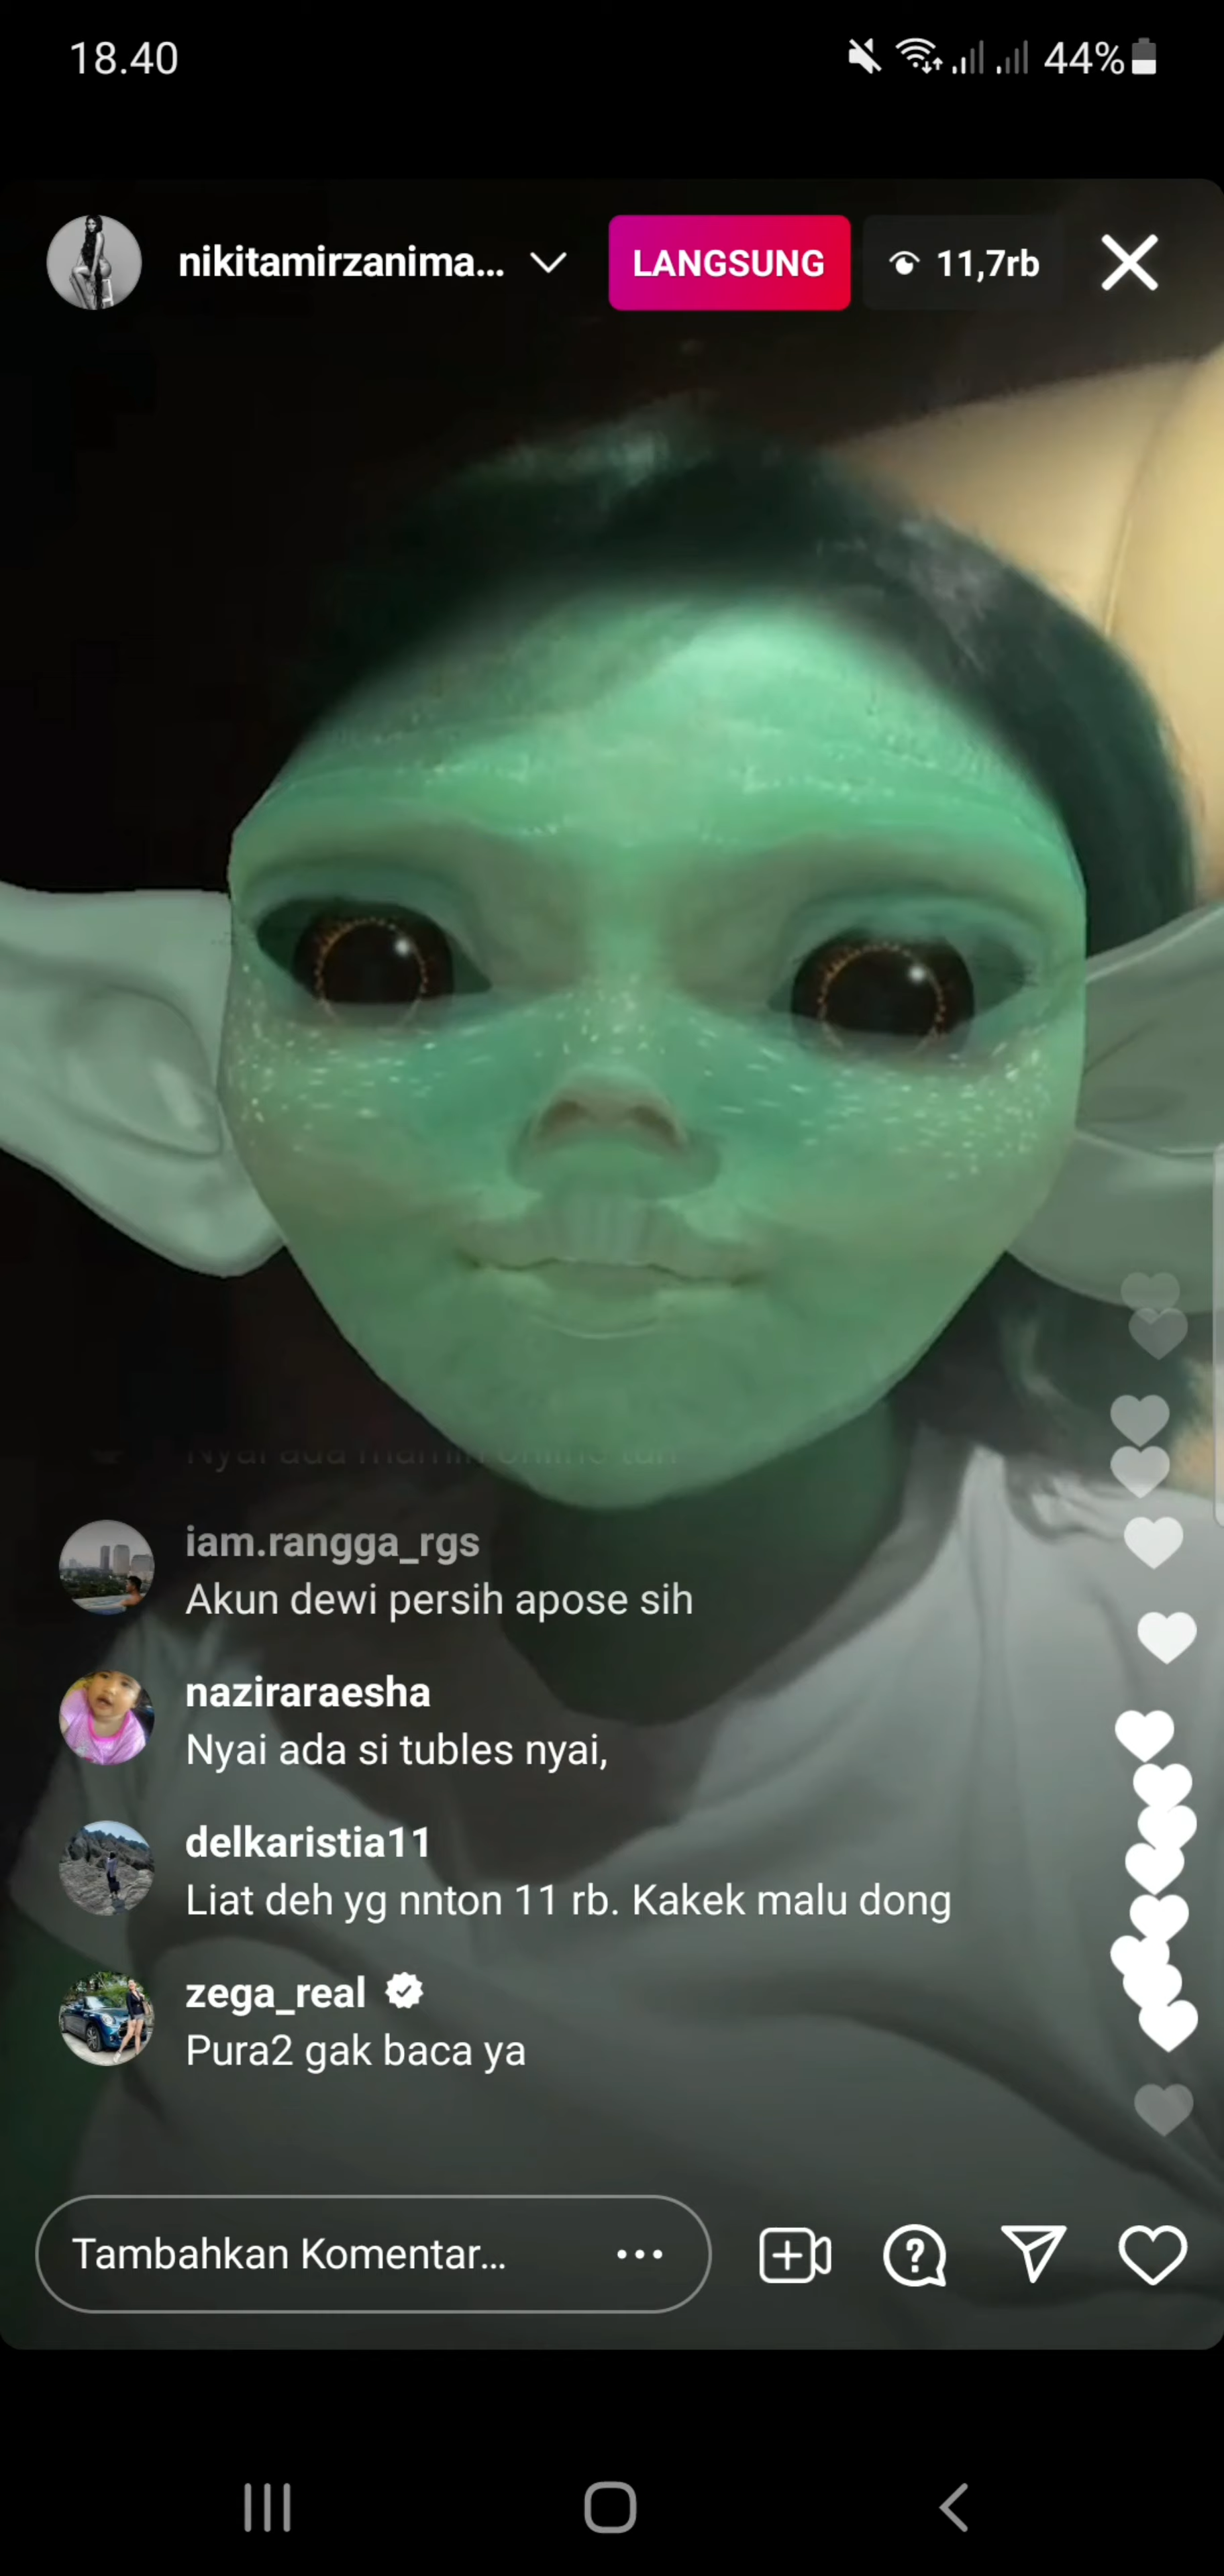 18.40
44%
nikitamirzanima...
LANGSUNG
11,7rb
iam.rangga_rgs
Akun dewi persih apose sih
naziraraesha
Nyai ada si tubles nyai,
delkaristia11
Liat deh yg nnton 11 rb. Kakek malu dong
zega_real
Pura2 gak baca ya
Tambahkan Komentar...